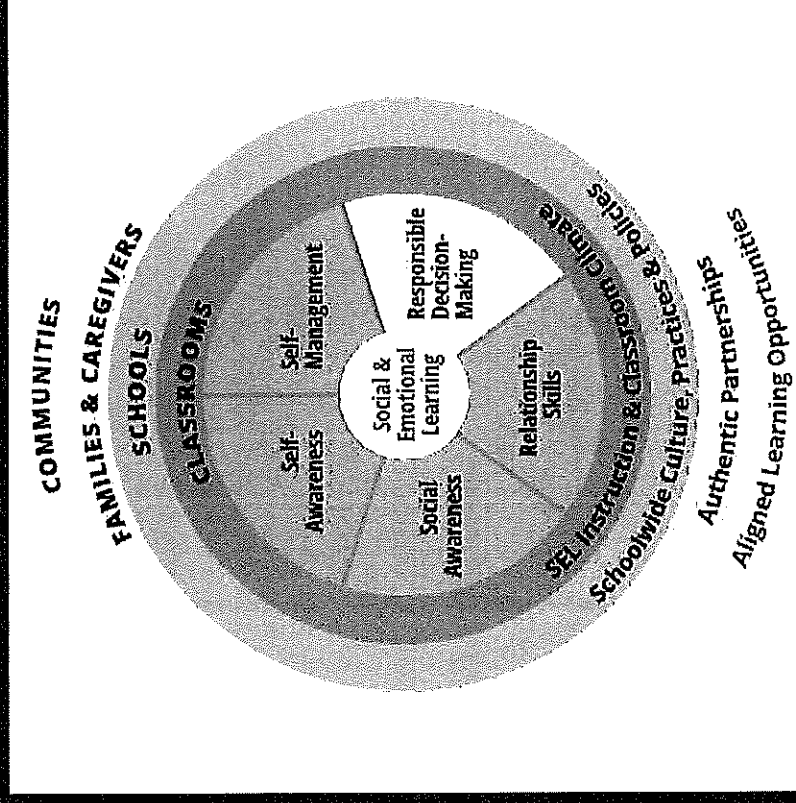 COMMUNITIES
FAMILIES & CAREGIVERS
SCHOOLS
CLASSROOMS
Self-
Awareness
Self-
Management
Social
Awareness
Social &
Emotional
Learning
Responsible
Decision-
Making
Relationship
Skills
SEL Instruction & Classroom Climate
Schoolwide Culture, Practices & Policies
Authentic Partnerships
Aligned Learning Opportunities